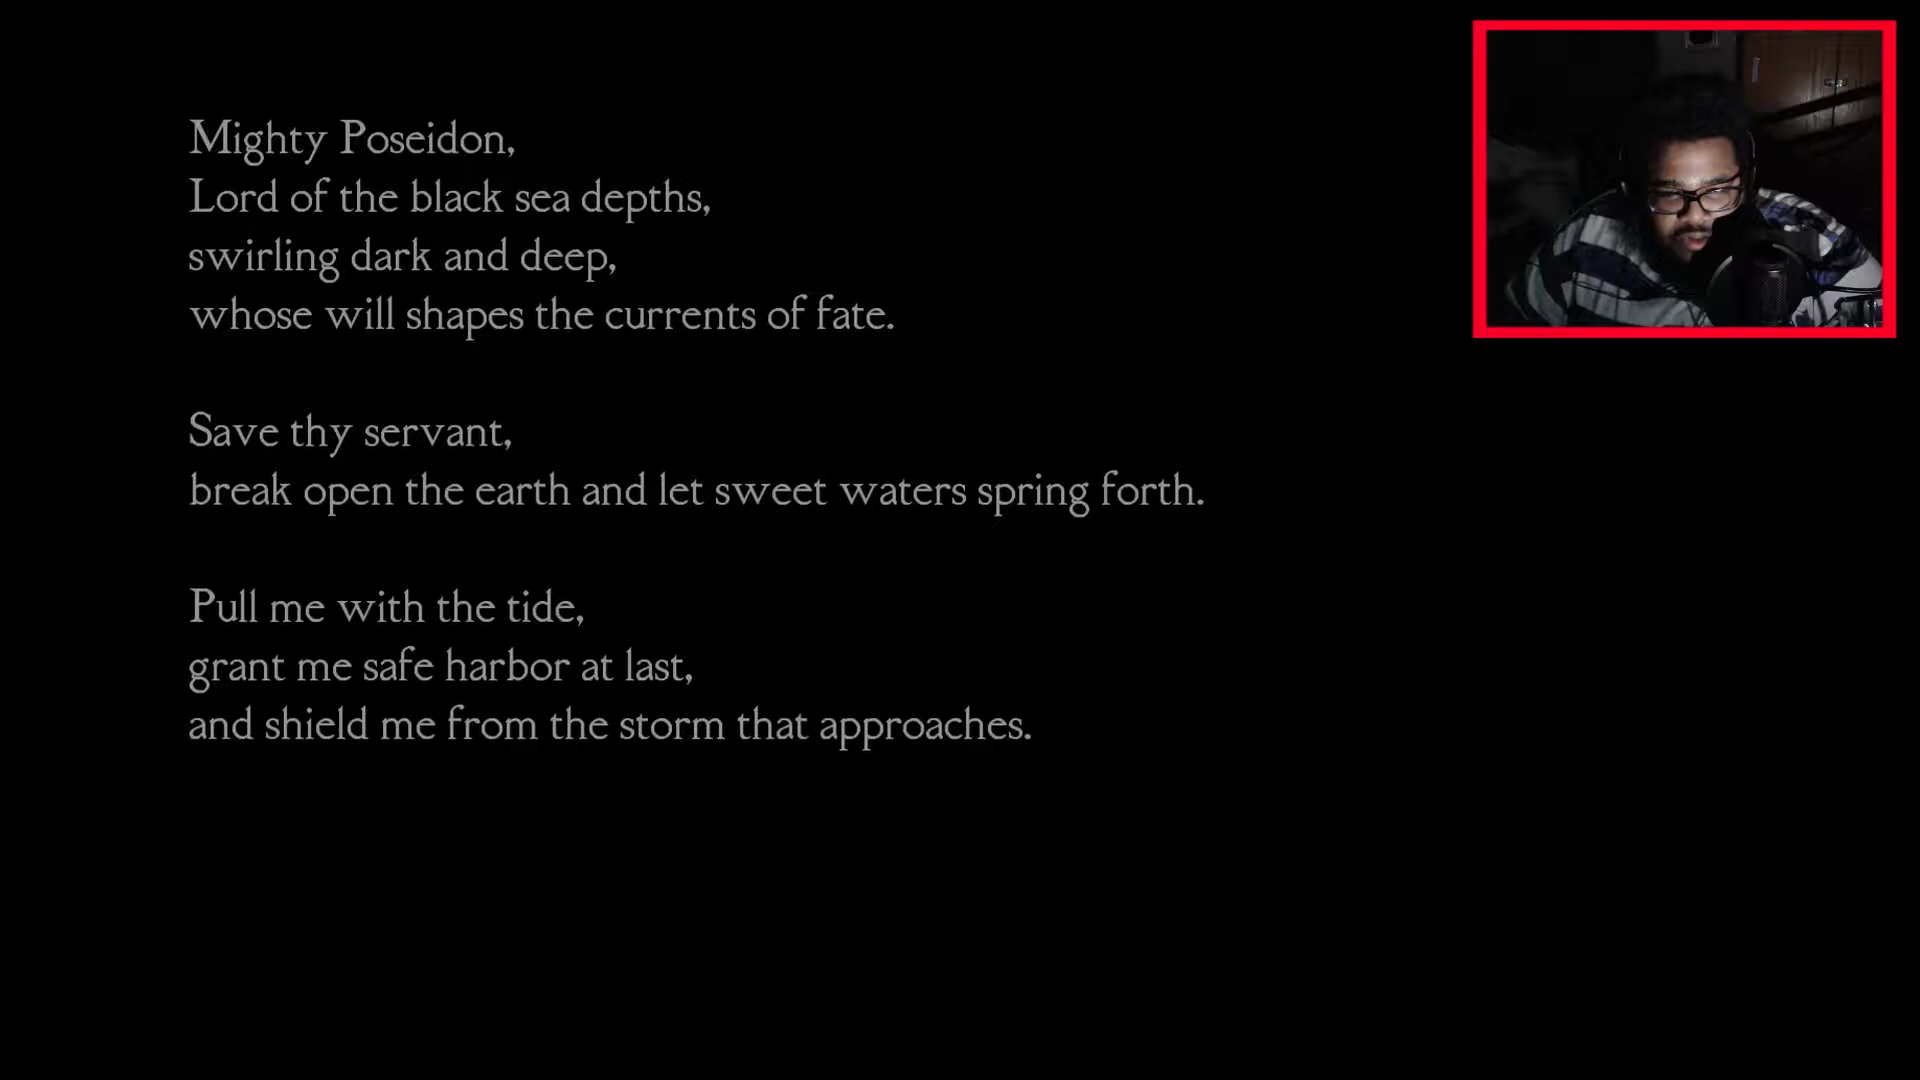 Mighty Poseidon,
Lord of the black sea depths,
swirling dark and deep,
whose will shapes the currents of fate.
Save thy servant,
break open the earth and let sweet waters spring forth.
Pull me with the tide,
grant me safe harbor at last,
and shield me from the storm that approaches.